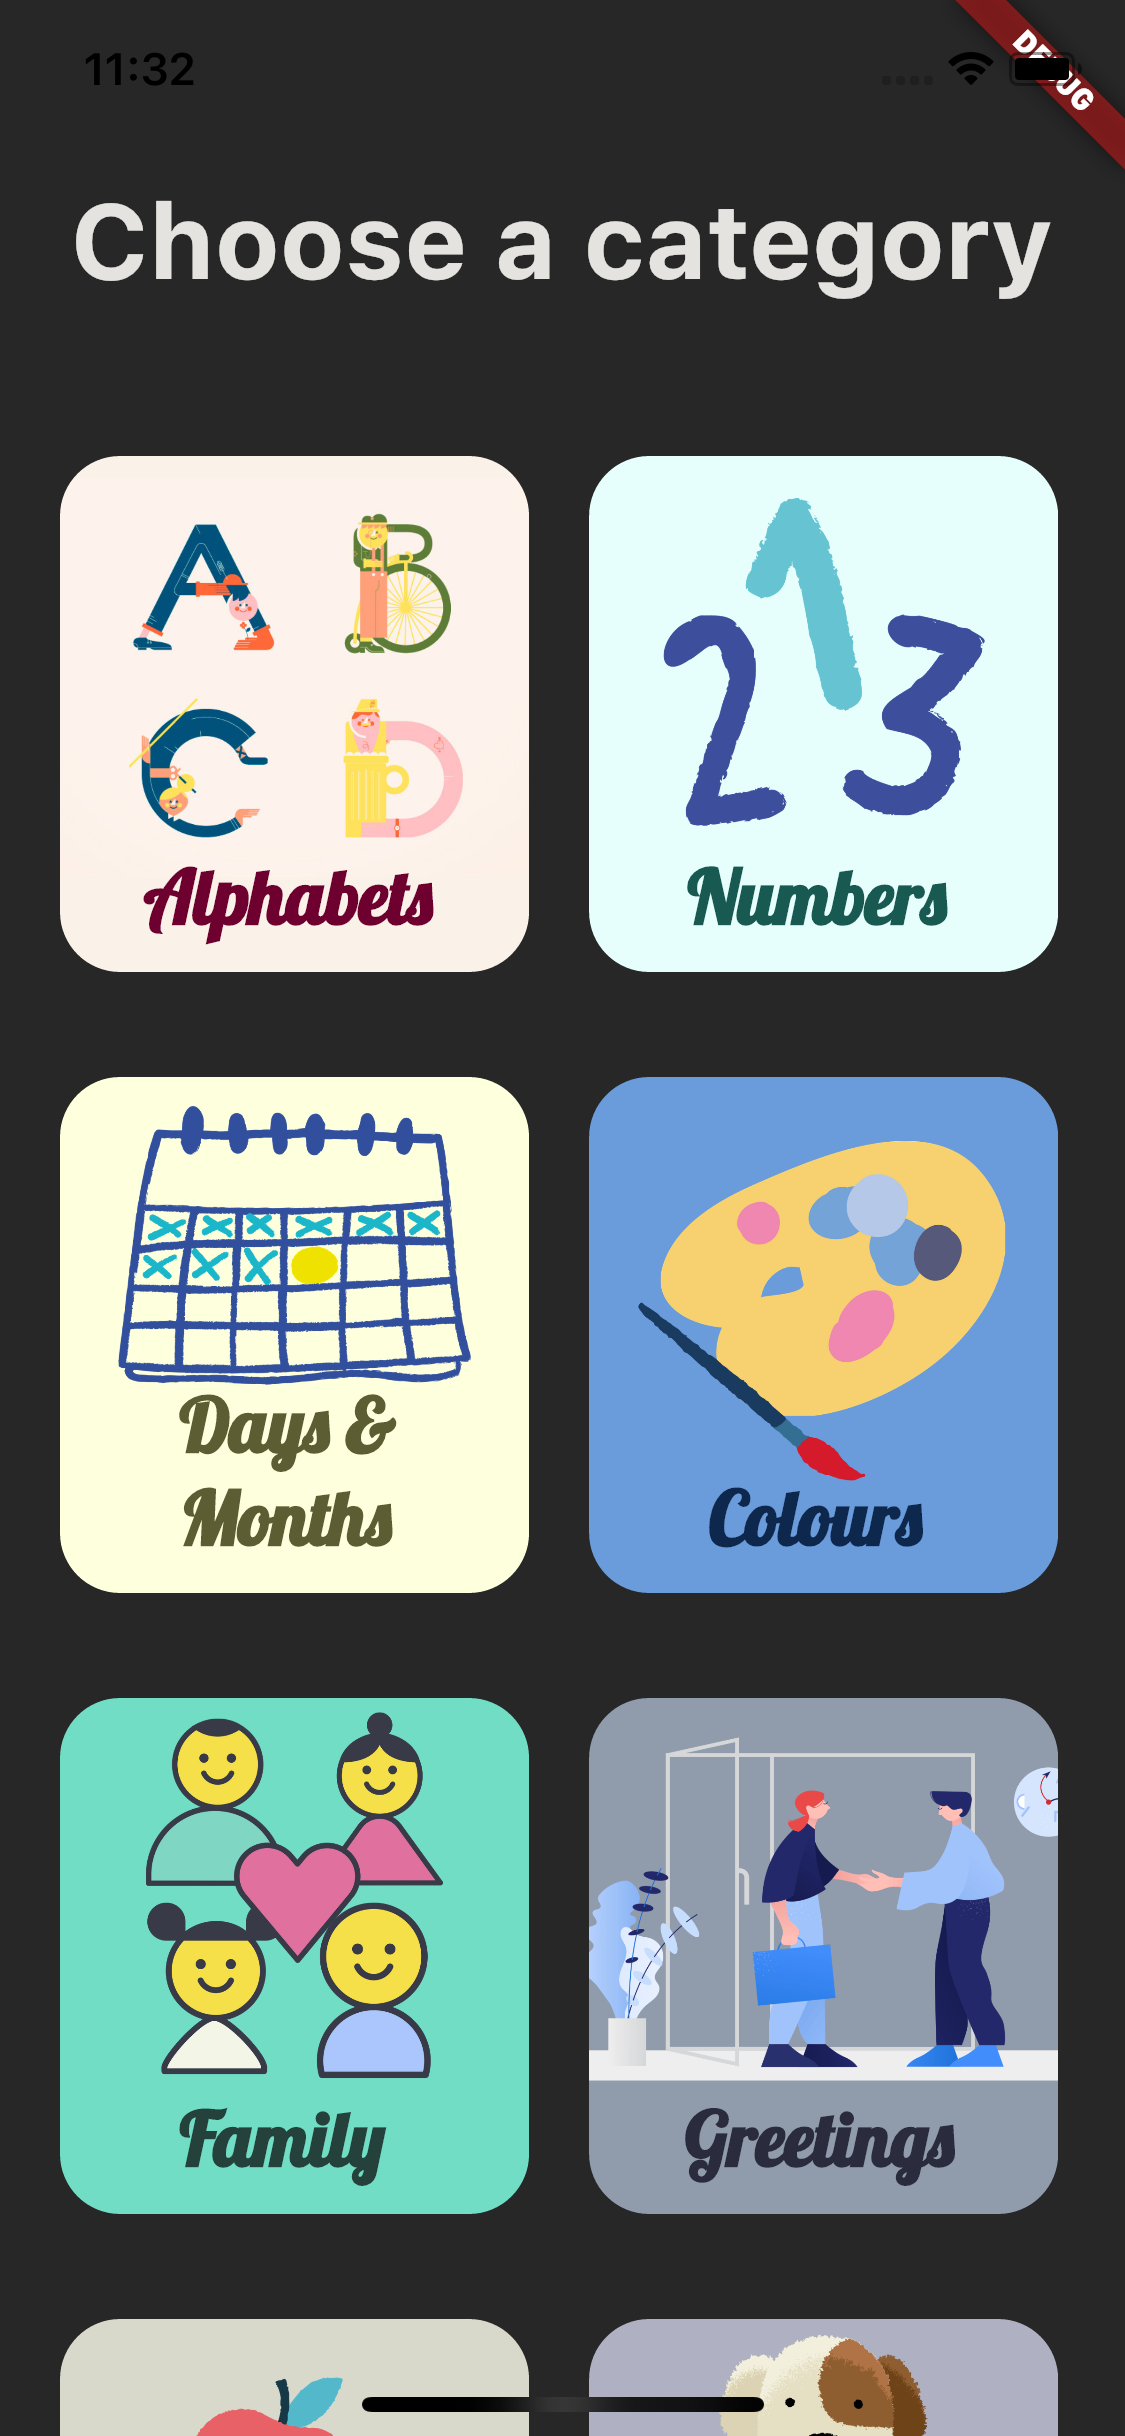 11:32
DEBUG
Choose a category
A B
C D
Alphabets
1
2 3
Numbers
Days &
Months
Colours
Family
Greetings